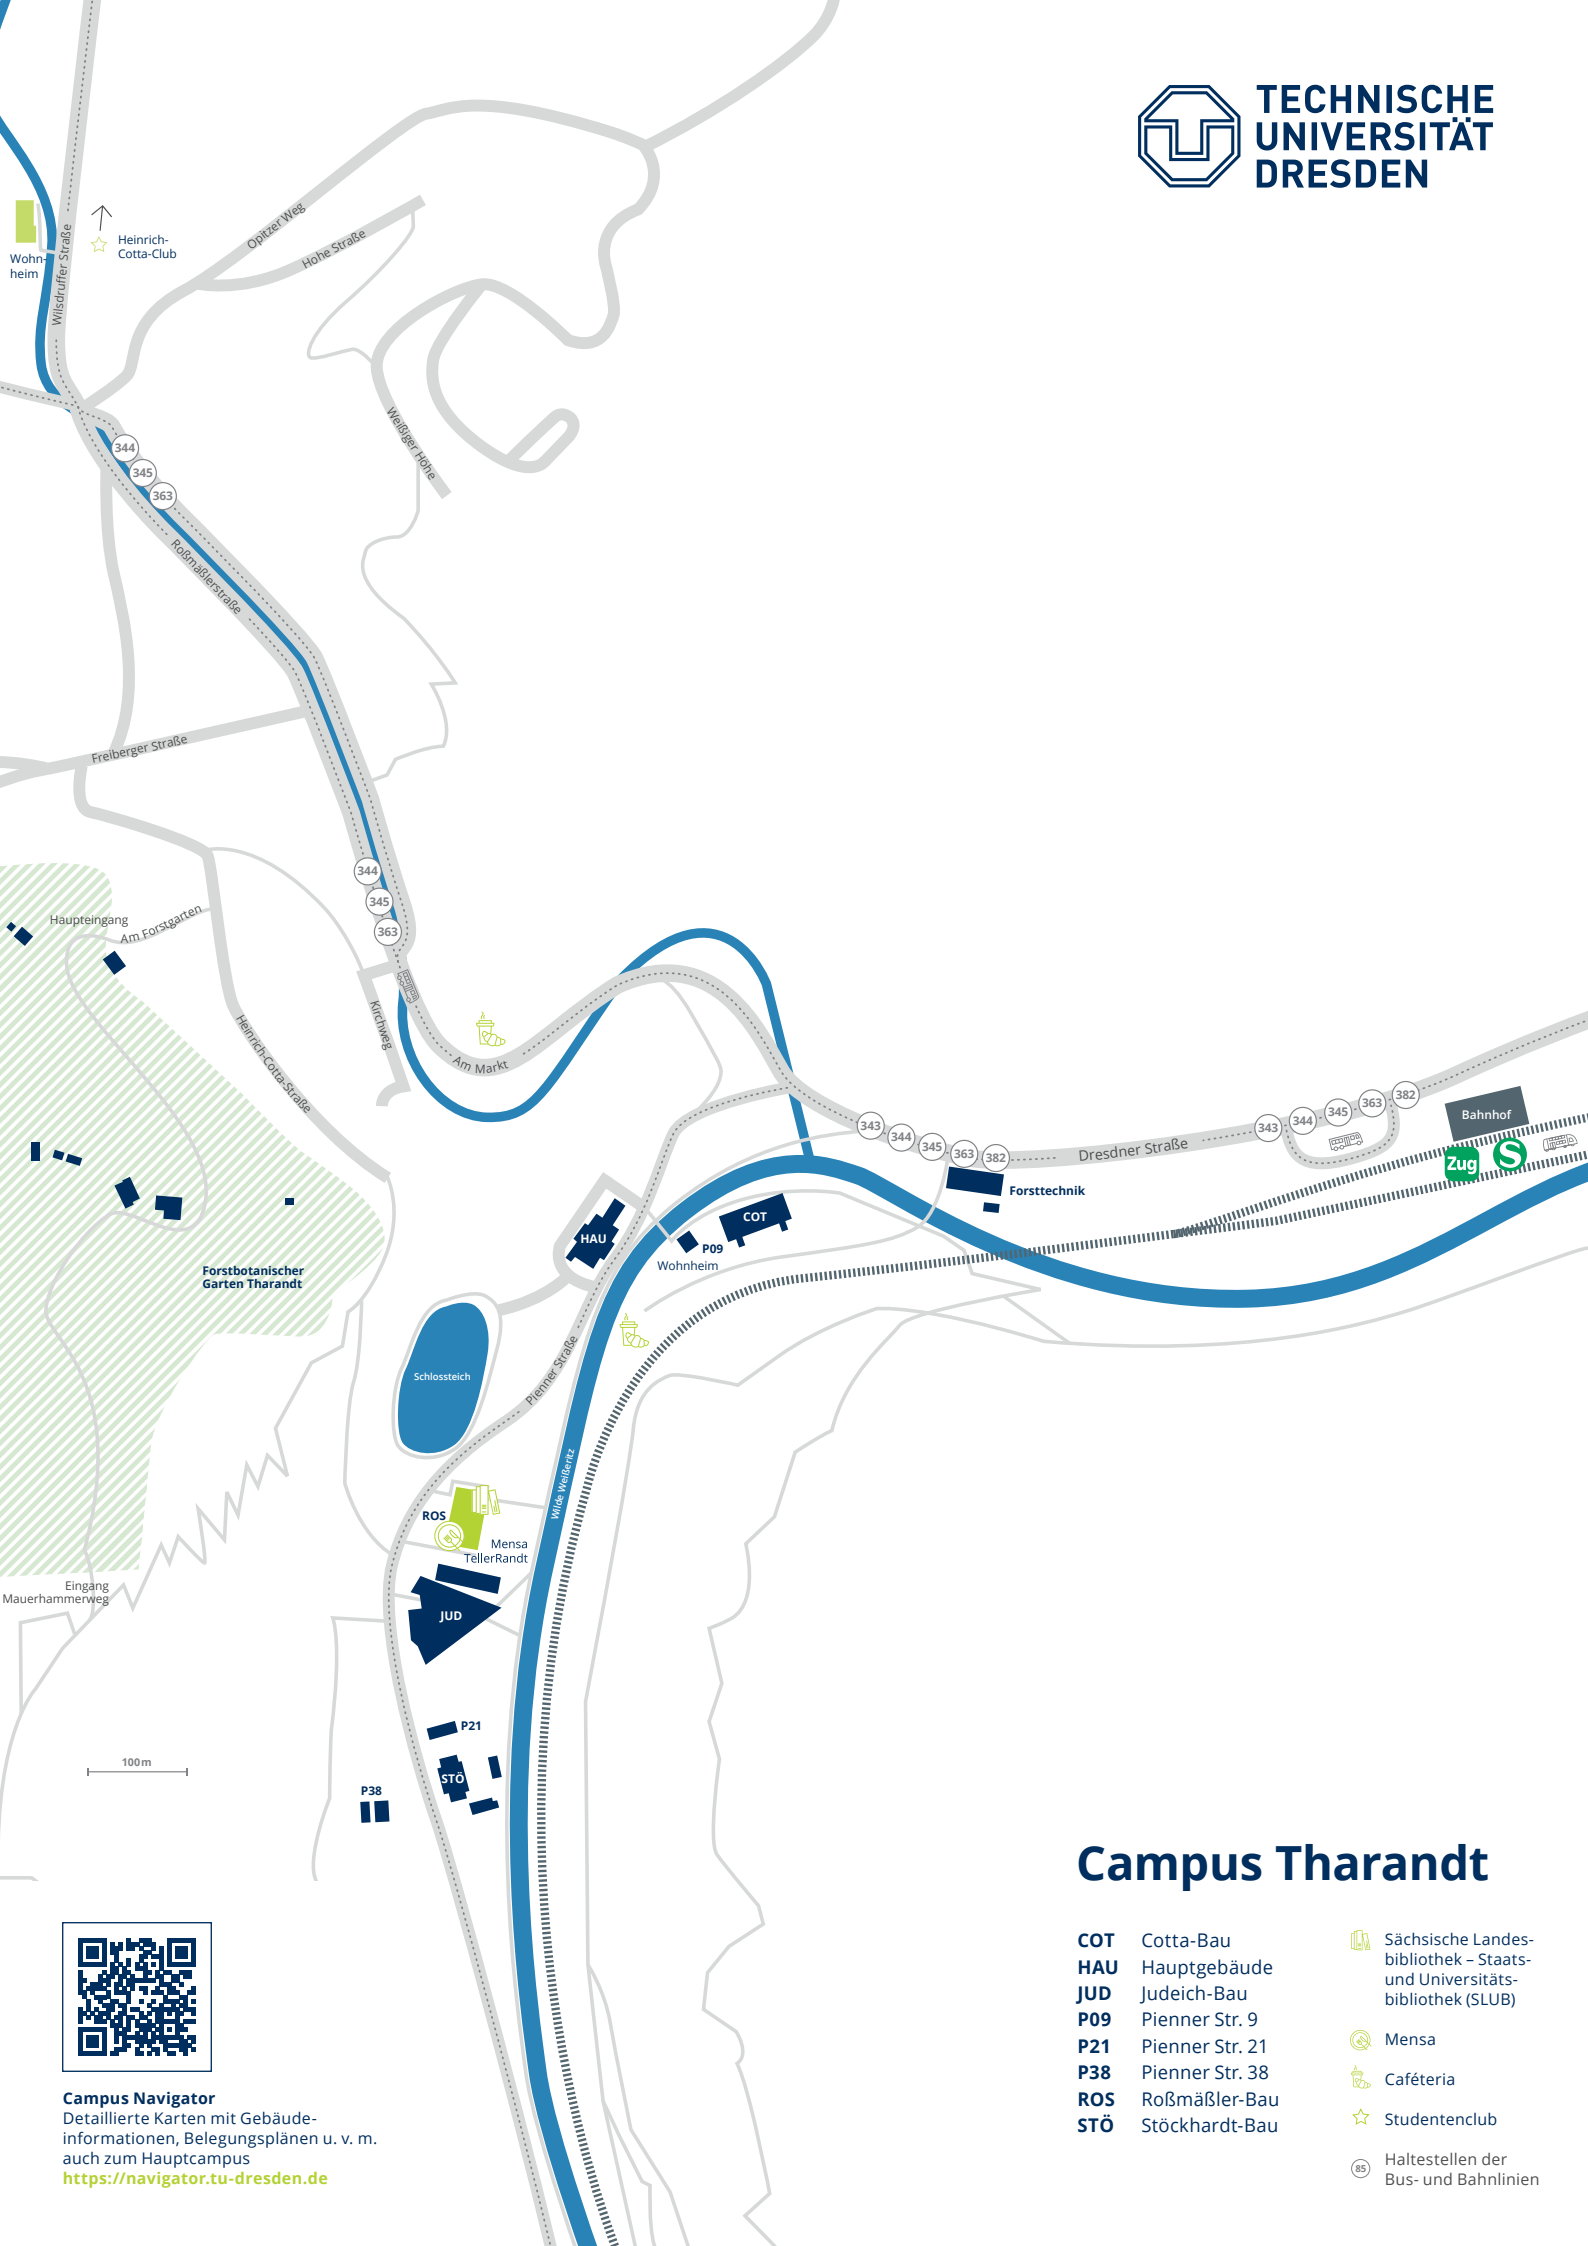 TECHNISCHE
UNIVERSITÄT
DRESDEN
Wohn-
heim
Wilsdruffer Straße
Heinrich-
Cotta-Club
Opitzer Weg
Hohe Straße
Weißiger Höhe
344
345
363
Roßmäßlerstraße
Freiberger Straße
344
345
363
Haupteingang
Am Forstgarten
Kirchweg
Heinrich-Cotta-Straße
Am Markt
343
344
345
363
382
Dresdner Straße
343
344
345
363
382
Bahnhof
Zug
S
Forsttechnik
COT
HAU
P09
Wohnheim
Forstbotanischer
Garten Tharandt
Schlossteich
Pienner Straße
Wilde Weißeritz
ROS
Mensa
TellerRandt
Eingang
Mauerhammerweg
JUD
P21
STÖ
P38
100m
Campus Tharandt
COT Cotta-Bau
HAU Hauptgebäude
JUD Judeich-Bau
P09 Pienner Str. 9
P21 Pienner Str. 21
P38 Pienner Str. 38
ROS Roßmäßler-Bau
STÖ Stöckhardt-Bau
Sächsische Landes-
bibliothek – Staats-
und Universitäts-
bibliothek (SLUB)
Mensa
Caféteria
Studentenclub
85
Haltestellen der
Bus- und Bahnlinien
Campus Navigator
Detaillierte Karten mit Gebäude-
informationen, Belegungsplänen u. v. m.
auch zum Hauptcampus
https://navigator.tu-dresden.de